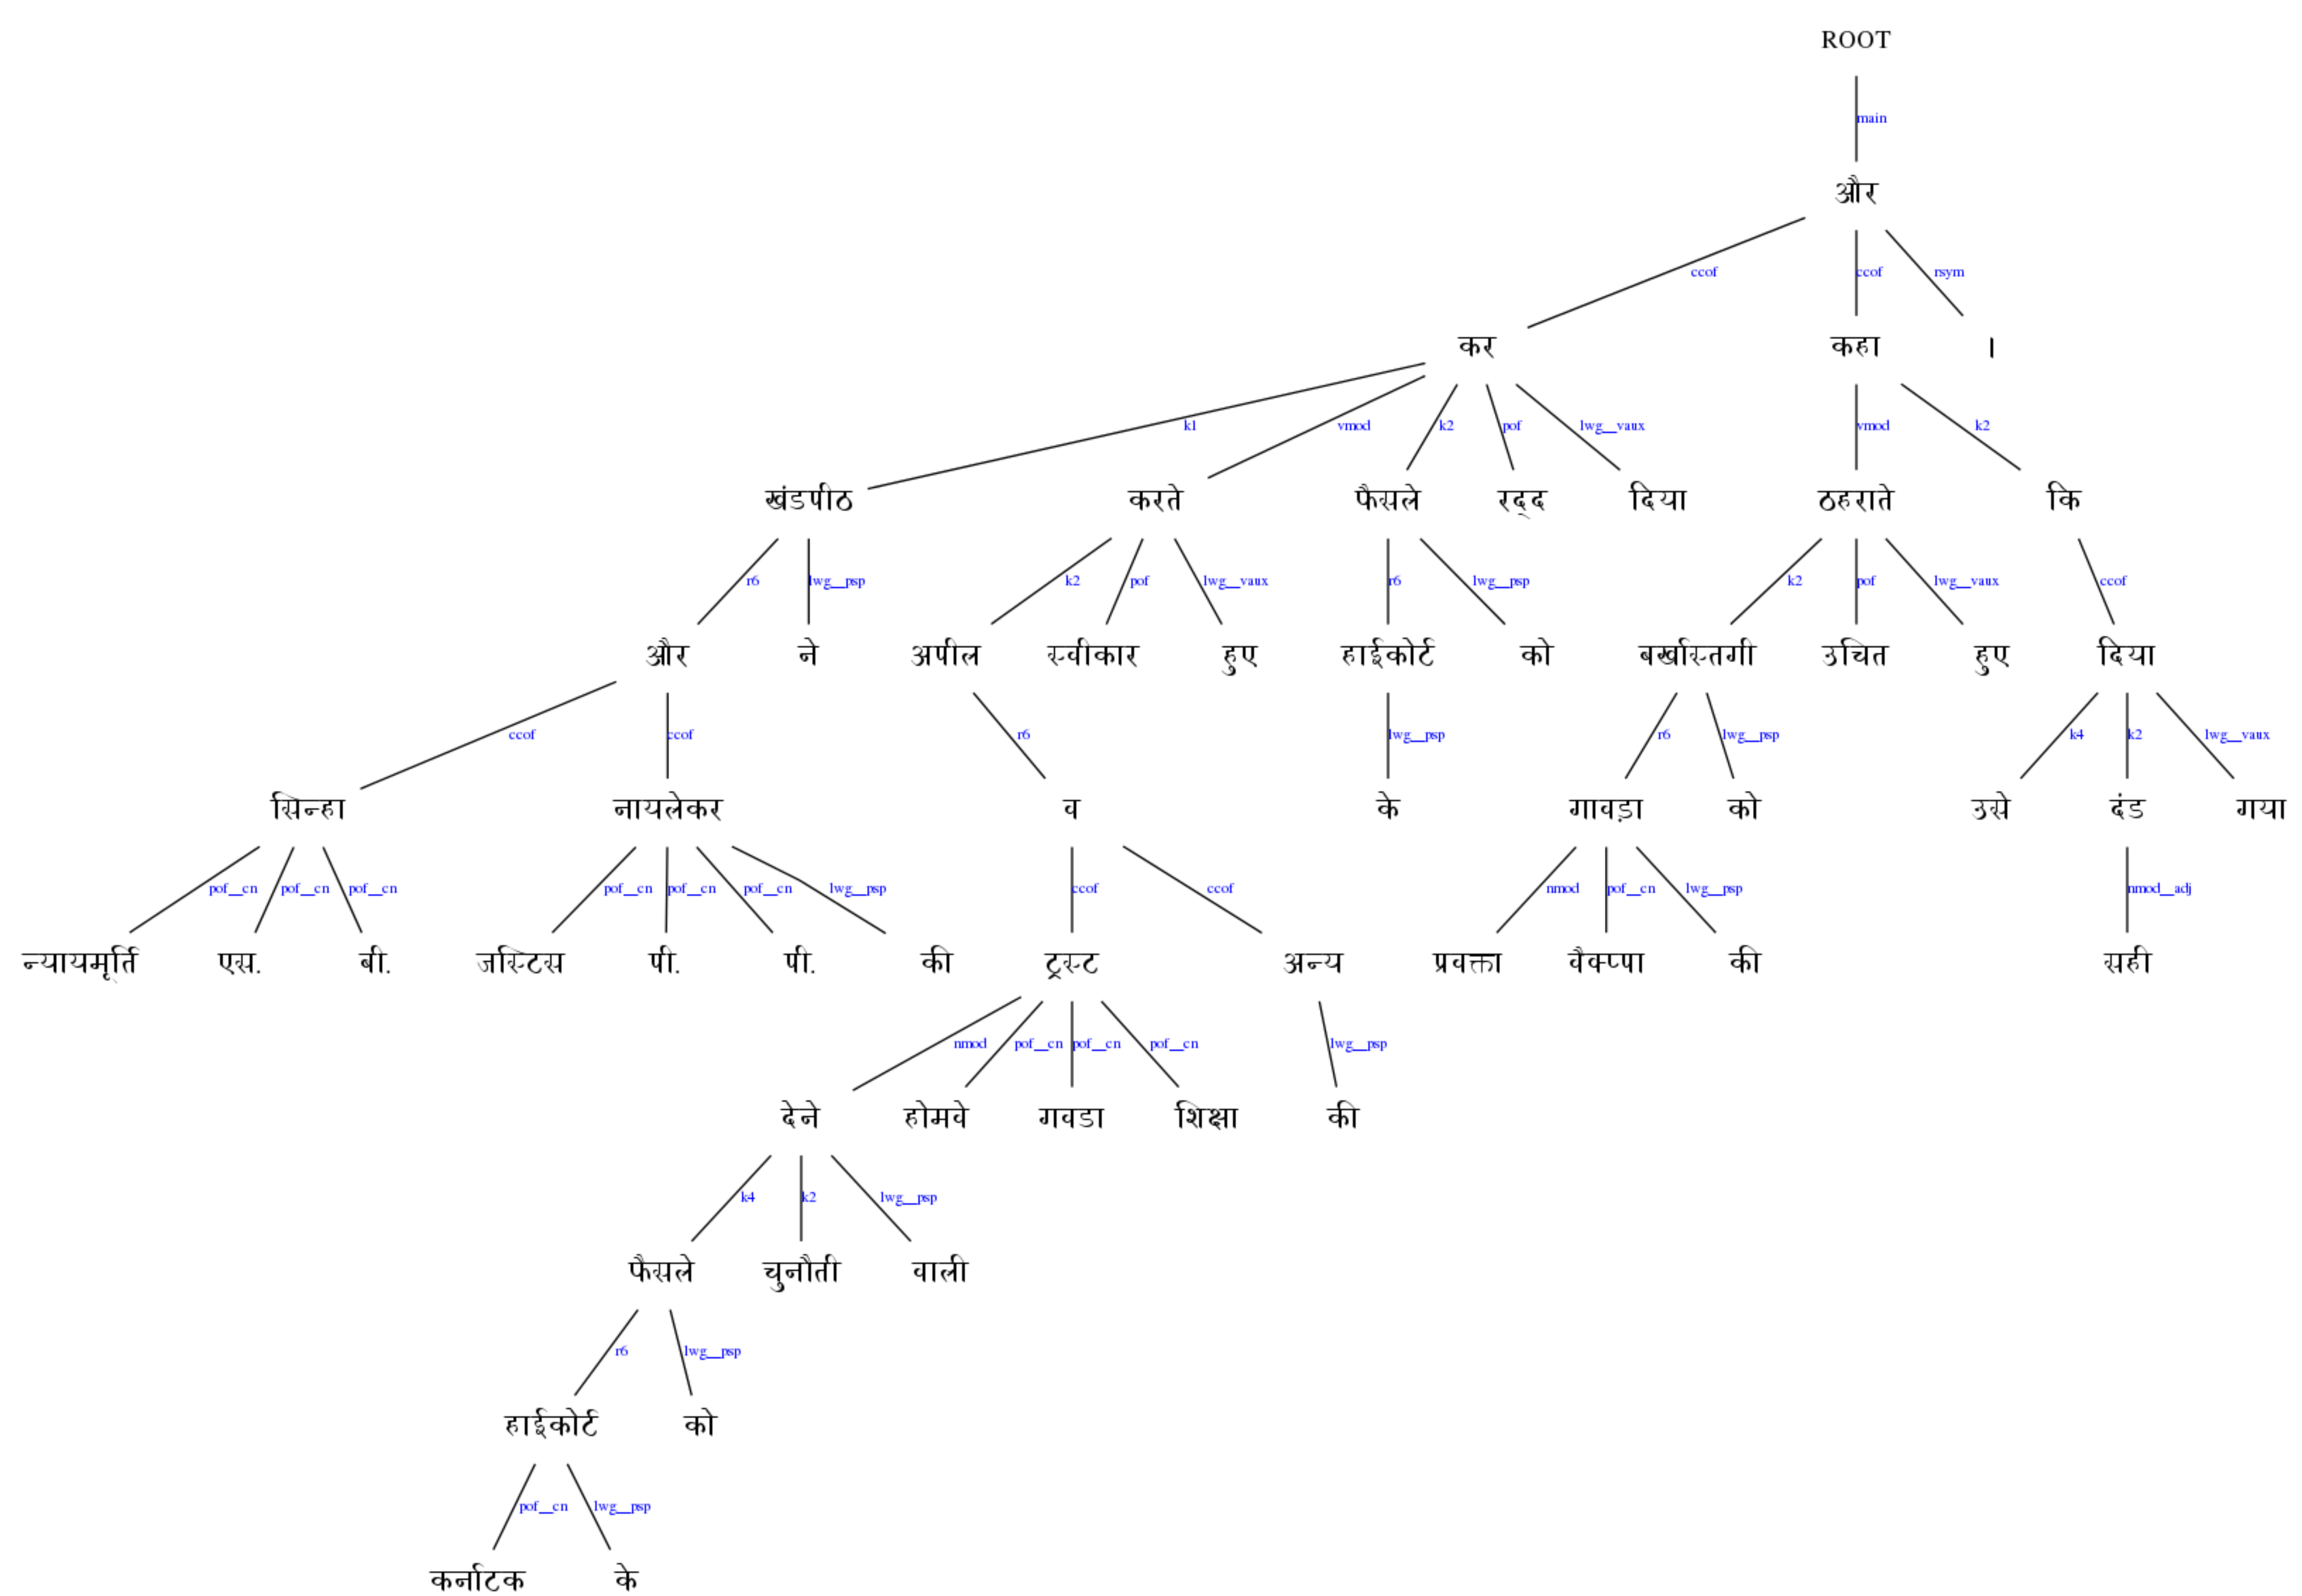 ROOT
main
और
ccof ccof rsym
कर कहा ।
k1 vmod k2 pof lwg__vaux vmod k2
खंडपीठ करते फैसले रद्द दिया ठहराते कि
r6 lwg__psp k2 pof lwg__vaux r6 lwg__psp k2 pof lwg__vaux ccof
और ने अपील स्वीकार हुए हाईकोर्ट को बर्खास्तगी उचित हुए दिया
ccof ccof r6 lwg__psp r6 lwg__psp k4 k2 lwg__vaux
सिन्हा नायलेकर व के गावड़ा को उसे दंड गया
pof__cn pof__cn pof__cn pof__cn pof__cn pof__cn lwg__psp ccof ccof nmod pof__cn lwg__psp nmod__adj
न्यायमूर्ति एस. बी. जस्टिस पी. पी. की ट्रस्ट अन्य प्रवक्ता वैक्प्पा की सही
nmod pof__cn pof__cn pof__cn lwg__psp
देने होमवे गवडा शिक्षा की
k4 k2 lwg__psp
फैसले चुनौती वाली
r6 lwg__psp
हाईकोर्ट को
pof__cn lwg__psp
कर्नाटक के